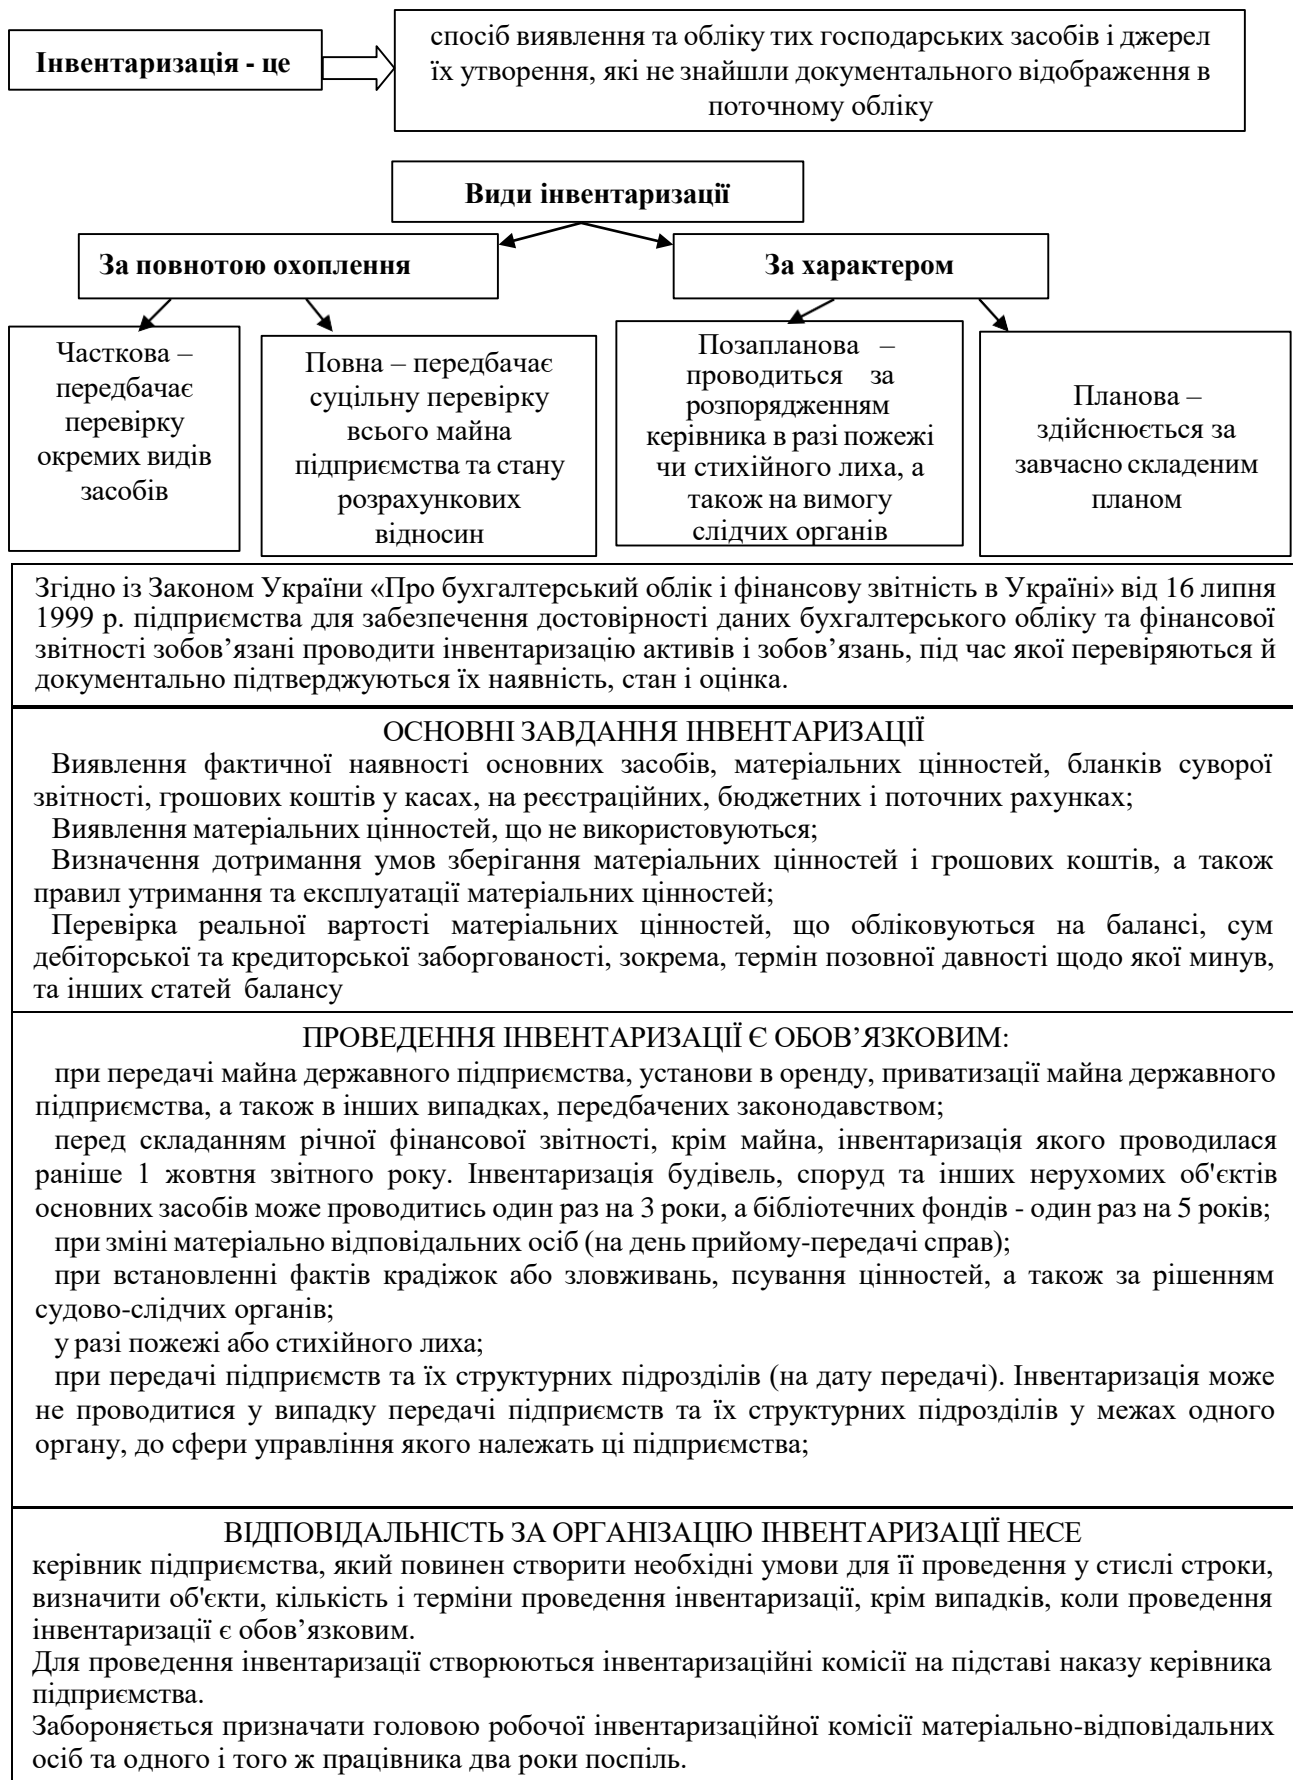 Інвентаризація - це
спосіб виявлення та обліку тих господарських засобів і джерел
їх утворення, які не знайшли документального відображення в
поточному обліку
Види інвентаризації
За повнотою охоплення
За характером
Часткова –
передбачає
перевірку
окремих видів
засобів
Повна – передбачає
суцільну перевірку
всього майна
підприємства та стану
розрахункових
відносин
Позапланова –
проводиться за
розпорядженням
керівника в разі пожежі
чи стихійного лиха, а
також на вимогу
слідчих органів
Планова –
здійснюється за
завчасно складеним
планом
Згідно із Законом України «Про бухгалтерський облік і фінансову звітність в Україні» від 16 липня
1999 р. підприємства для забезпечення достовірності даних бухгалтерського обліку та фінансової
звітності зобов’язані проводити інвентаризацію активів і зобов’язань, під час якої перевіряються й
документально підтверджуються їх наявність, стан і оцінка.
ОСНОВНІ ЗАВДАННЯ ІНВЕНТАРИЗАЦІЇ
Виявлення фактичної наявності основних засобів, матеріальних цінностей, бланків суворої
звітності, грошових коштів у касах, на реєстраційних, бюджетних і поточних рахунках;
Виявлення матеріальних цінностей, що не використовуються;
Визначення дотримання умов зберігання матеріальних цінностей і грошових коштів, а також
правил утримання та експлуатації матеріальних цінностей;
Перевірка реальної вартості матеріальних цінностей, що обліковуються на балансі, сум
дебіторської та кредиторської заборгованості, зокрема, термін позовної давності щодо якої минув,
та інших статей балансу
ПРОВЕДЕННЯ ІНВЕНТАРИЗАЦІЇ Є ОБОВ’ЯЗКОВИМ:
при передачі майна державного підприємства, установи в оренду, приватизації майна державного
підприємства, а також в інших випадках, передбачених законодавством;
перед складанням річної фінансової звітності, крім майна, інвентаризація якого проводилася
раніше 1 жовтня звітного року. Інвентаризація будівель, споруд та інших нерухомих об'єктів
основних засобів може проводитись один раз на 3 роки, а бібліотечних фондів - один раз на 5 років;
при зміні матеріально відповідальних осіб (на день прийому-передачі справ);
при встановленні фактів крадіжок або зловживань, псування цінностей, а також за рішенням
судово-слідчих органів;
у разі пожежі або стихійного лиха;
при передачі підприємств та їх структурних підрозділів (на дату передачі). Інвентаризація може
не проводитися у випадку передачі підприємств та їх структурних підрозділів у межах одного
органу, до сфери управління якого належать ці підприємства;
ВІДПОВІДАЛЬНІСТЬ ЗА ОРГАНІЗАЦІЮ ІНВЕНТАРИЗАЦІЇ НЕСЕ
керівник підприємства, який повинен створити необхідні умови для її проведення у стислі строки,
визначити об'єкти, кількість і терміни проведення інвентаризації, крім випадків, коли проведення
інвентаризації є обов’язковим.
Для проведення інвентаризації створюються інвентаризаційні комісії на підставі наказу керівника
підприємства.
Забороняється призначати головою робочої інвентаризаційної комісії матеріально-відповідальних
осіб та одного і того ж працівника два роки поспіль.